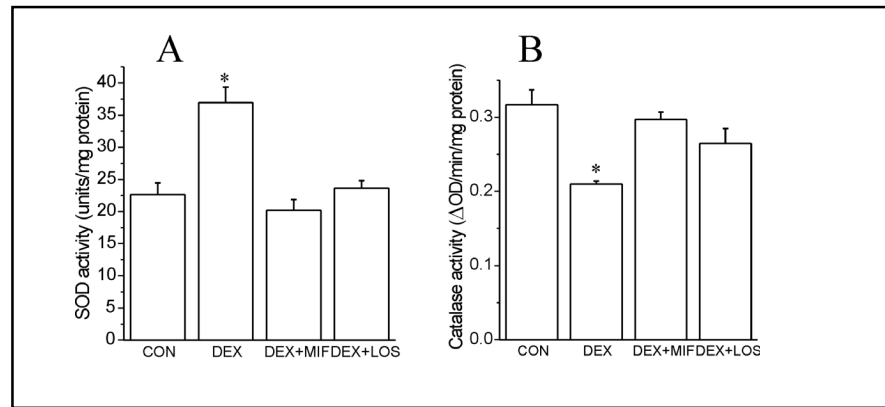 A
SOD activity (units/mg protein)
40
35
30
25
20
15
10
5
0
*
CON DEX DEX+MIF DEX+LOS
B
Catalase activity (ΔOD/min/mg protein)
0.3
0.2
0.1
0.0
*
CON DEX DEX+MIF DEX+LOS